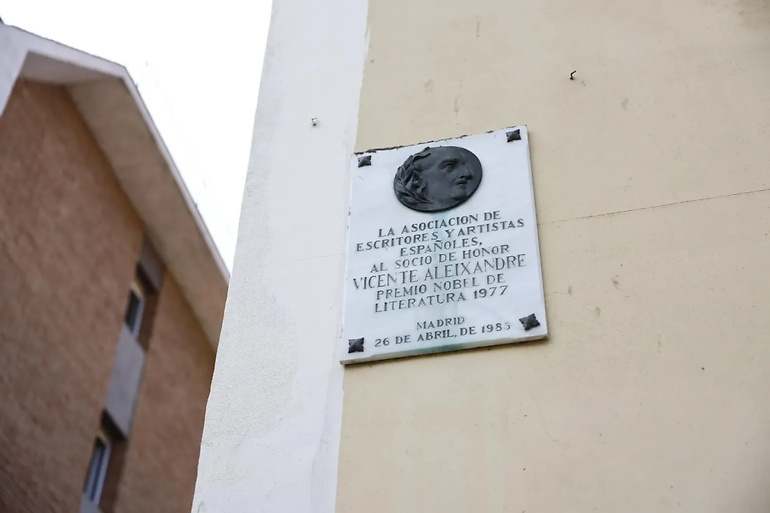 LA ASOCIACION DE
ESCRITORES Y ARTISTAS
ESPAÑOLES,
AL SOCIO DE HONOR
VICENTE ALEIXANDRE
PREMIO NOBEL DE
LITERATURA 1977
MADRID
26 DE ABRIL, DE 1985